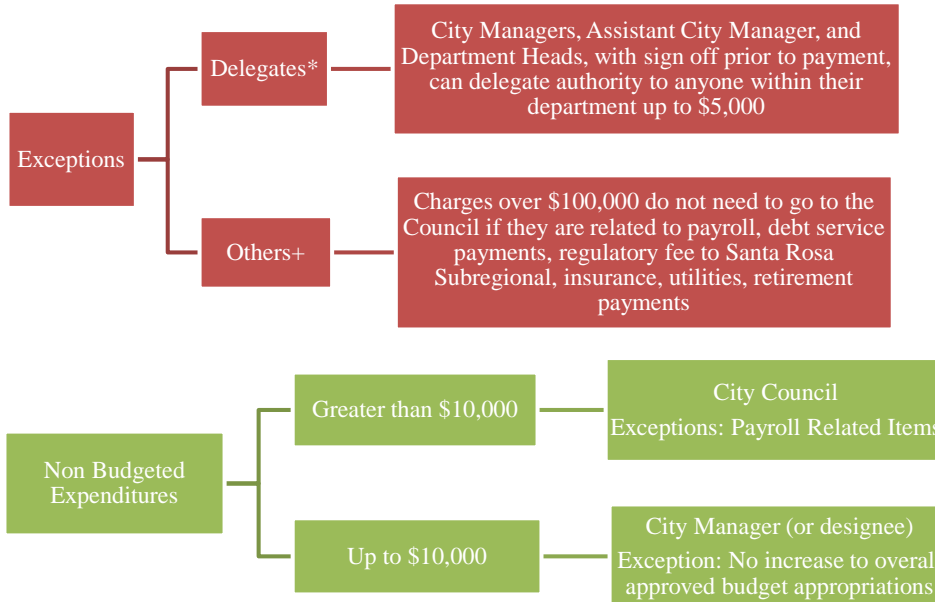 Exceptions
Delegates*
City Managers, Assistant City Manager, and
Department Heads, with sign off prior to payment,
can delegate authority to anyone within their
department up to $5,000
Others+
Charges over $100,000 do not need to go to the
Council if they are related to payroll, debt service
payments, regulatory fee to Santa Rosa
Subregional, insurance, utilities, retirement
payments
Non Budgeted
Expenditures
Greater than $10,000
City Council
Exceptions: Payroll Related Items
Up to $10,000
City Manager (or designee)
Exception: No increase to overall
approved budget appropriations